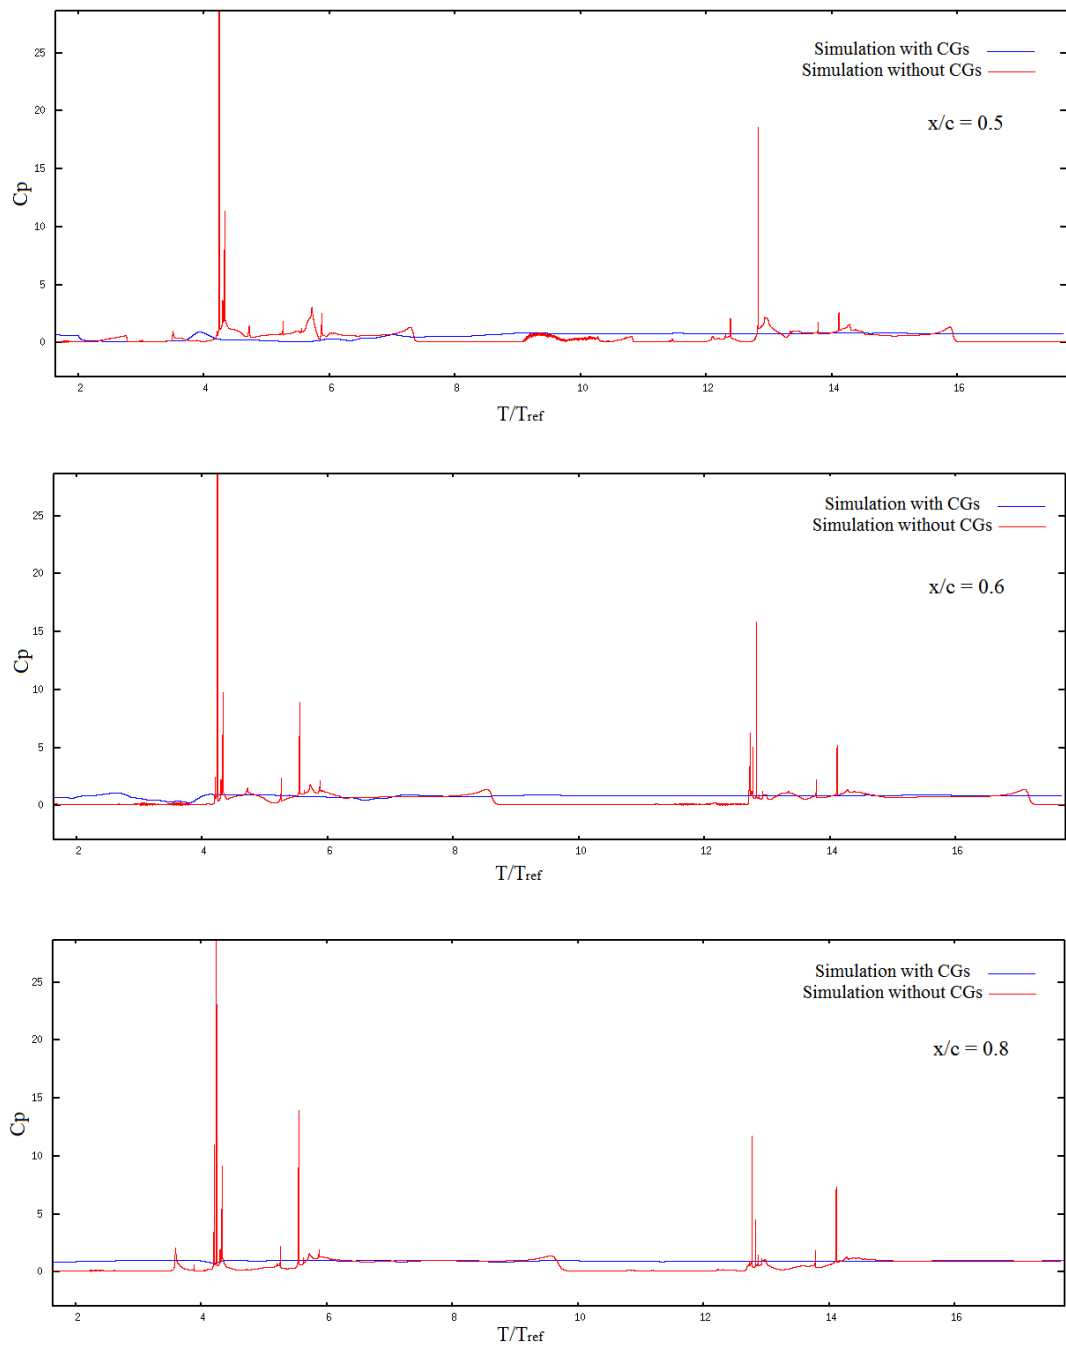 25
Simulation with CGs
Simulation without CGs
20
x/c = 0.5
15
Cp
10
5
0
2 4 6 8 10 12 14 16
T/Tref
25
Simulation with CGs
Simulation without CGs
20
x/c = 0.6
15
Cp
10
5
0
2 4 6 8 10 12 14 16
T/Tref
25
Simulation with CGs
Simulation without CGs
20
x/c = 0.8
15
Cp
10
5
0
2 4 6 8 10 12 14 16
T/Tref